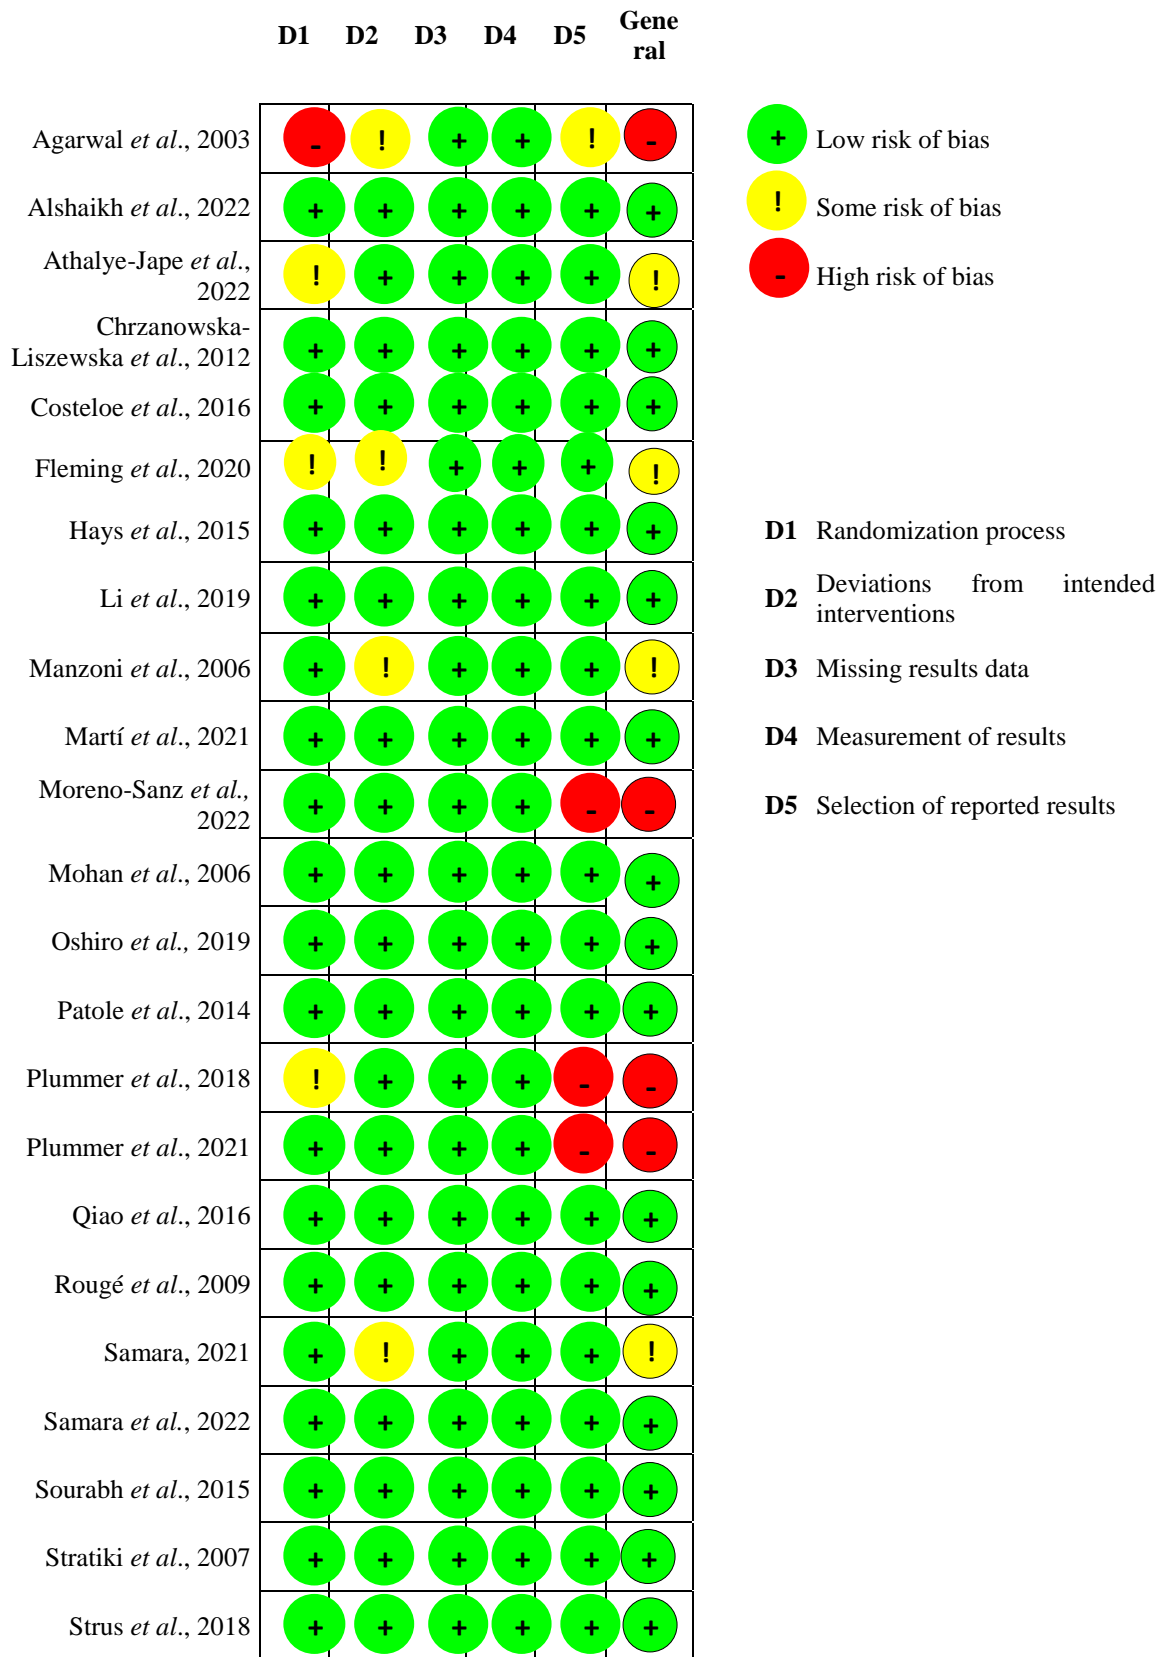 D1 D2 D3 D4 D5 Gene
ral
Agarwal et al., 2003 - ! + + ! -
Alshaikh et al., 2022 + + + + + +
Athalye-Jape et al.,
2022 ! + + + + !
Chrzanowska-
Liszewska et al., 2012 + + + + + +
Costeloe et al., 2016 + + + + + +
Fleming et al., 2020 ! ! + + + !
Hays et al., 2015 + + + + + +
Li et al., 2019 + + + + + +
Manzoni et al., 2006 + ! + + + !
Martí et al., 2021 + + + + + +
Moreno-Sanz et al.,
2022 + + + + - -
Mohan et al., 2006 + + + + + +
Oshiro et al., 2019 + + + + + +
Patole et al., 2014 + + + + + +
Plummer et al., 2018 ! + + + - -
Plummer et al., 2021 + + + + - -
Qiao et al., 2016 + + + + + +
Rougé et al., 2009 + + + + + +
Samara, 2021 + ! + + + !
Samara et al., 2022 + + + + + +
Sourabh et al., 2015 + + + + + +
Stratiki et al., 2007 + + + + + +
Strus et al., 2018 + + + + + +
+ Low risk of bias
! Some risk of bias
- High risk of bias
D1 Randomization process
D2 Deviations from intended
interventions
D3 Missing results data
D4 Measurement of results
D5 Selection of reported results